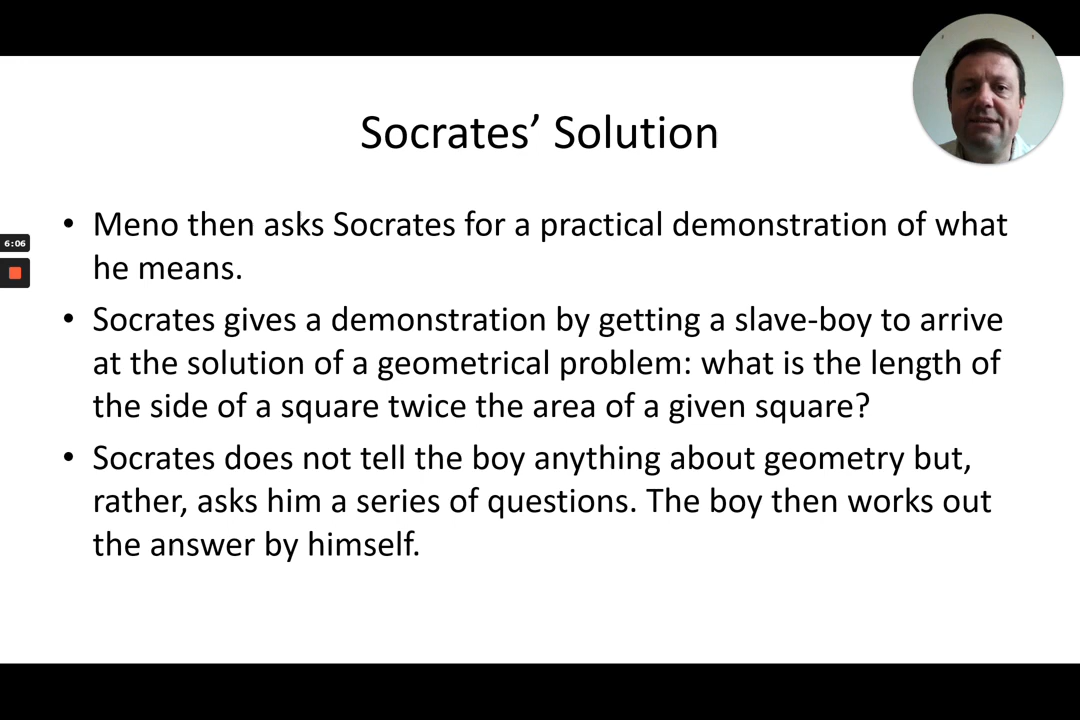 Socrates’ Solution
• Meno then asks Socrates for a practical demonstration of what
he means.
6:06
• Socrates gives a demonstration by getting a slave-boy to arrive
at the solution of a geometrical problem: what is the length of
the side of a square twice the area of a given square?
• Socrates does not tell the boy anything about geometry but,
rather, asks him a series of questions. The boy then works out
the answer by himself.